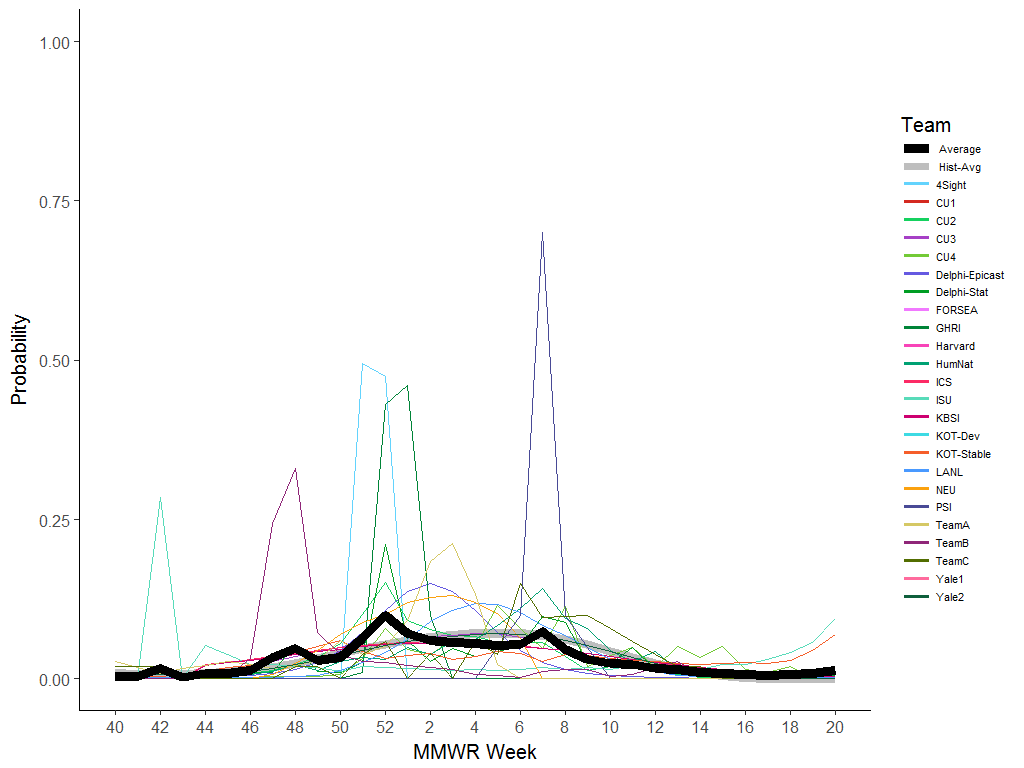 1.00
0.75
0.50
0.25
0.00
Probability
40 42 44 46 48 50 52 2 4 6 8 10 12 14 16 18 20
MMWR Week
Team
Average
Hist-Avg
4Sight
CU1
CU2
CU3
CU4
Delphi-Epicast
Delphi-Stat
FORSEA
GHRI
Harvard
HumNat
ICS
ISU
KBSI
KOT-Dev
KOT-Stable
LANL
NEU
PSI
TeamA
TeamB
TeamC
Yale1
Yale2